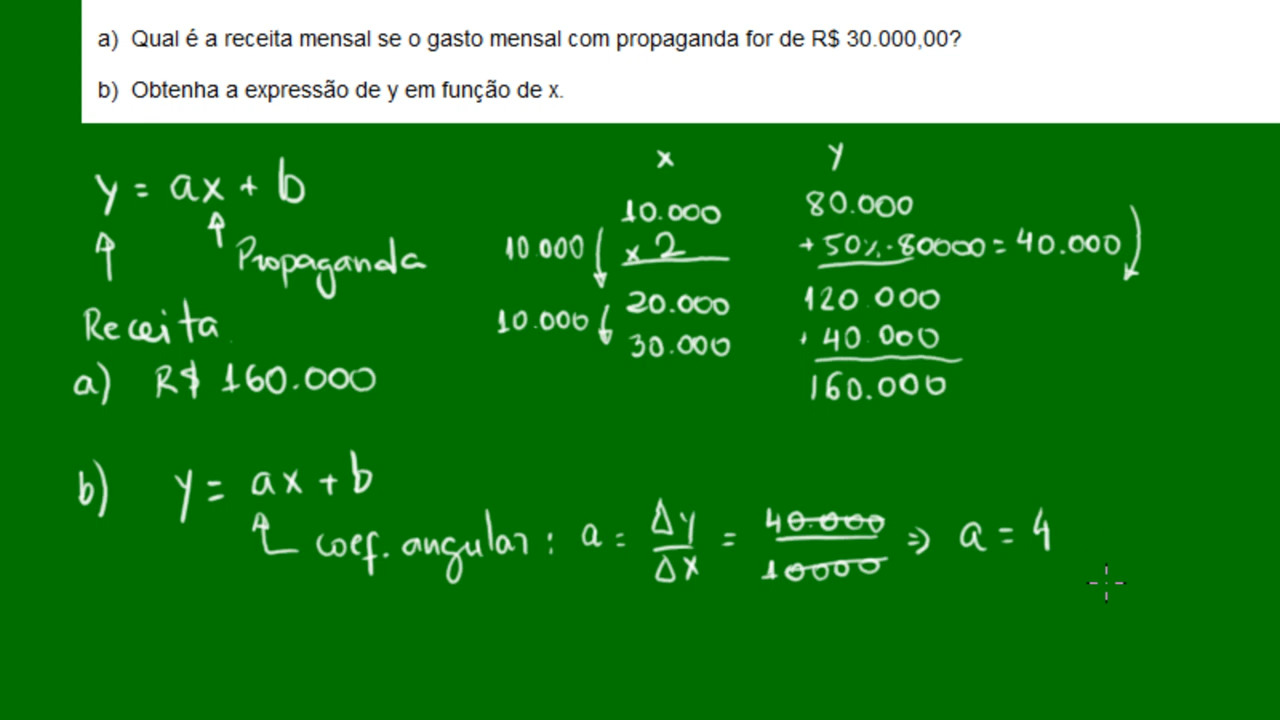 a) Qual é a receita mensal se o gasto mensal com propaganda for de R$ 30.000,00?
b) Obtenha a expressão de y em função de x.
x y
y = ax + b
10.000 80.000
Propaganda
10.000 x 2 + 50%.80000 = 40.000
Receita
20.000 120.000
10.000
30.000 + 40.000
a) R$ 160.000
160.000
b) y = ax + b
coef. angular: a = Δy/Δx = 40.000/10000 ⇒ a = 4